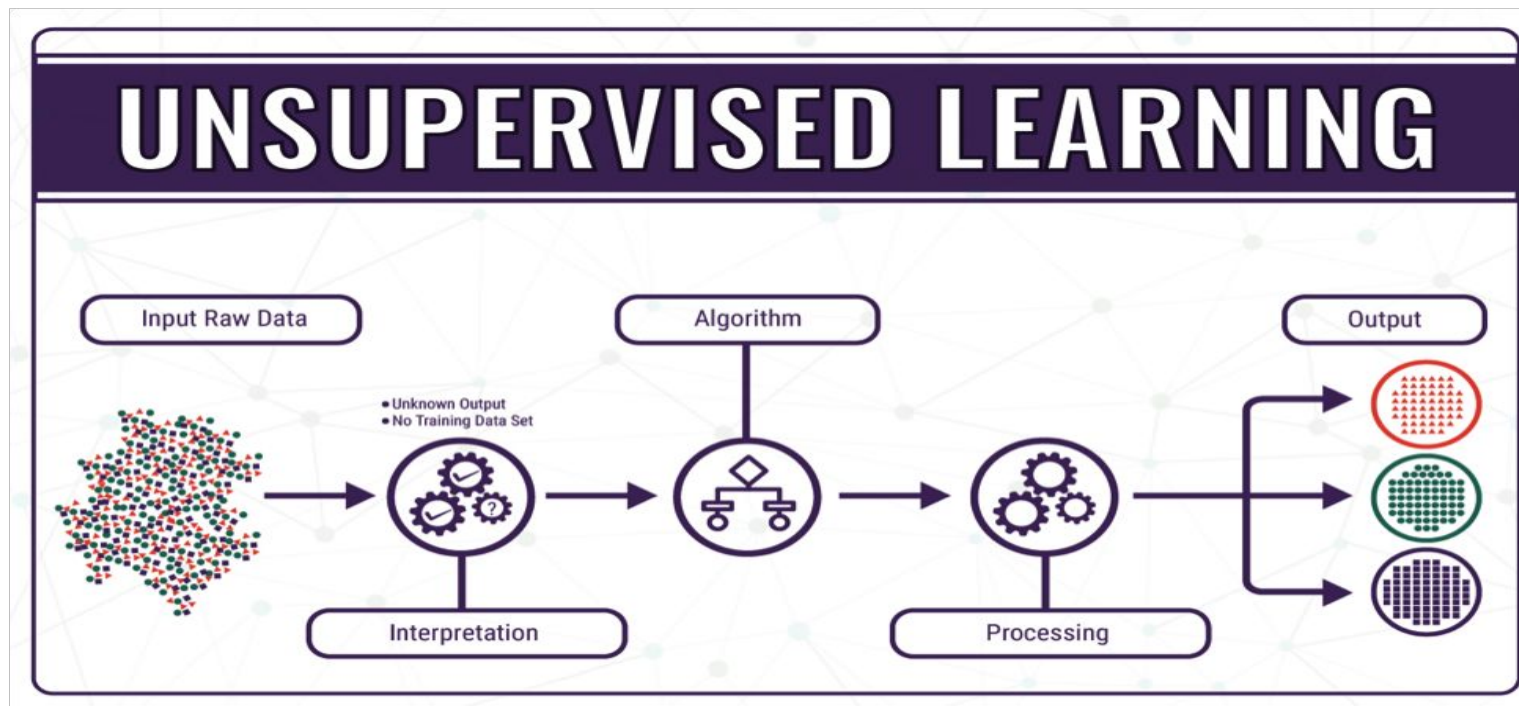 UNSUPERVISED LEARNING
Input Raw Data
Algorithm
Output
• Unknown Output
• No Training Data Set
?
Interpretation
Processing